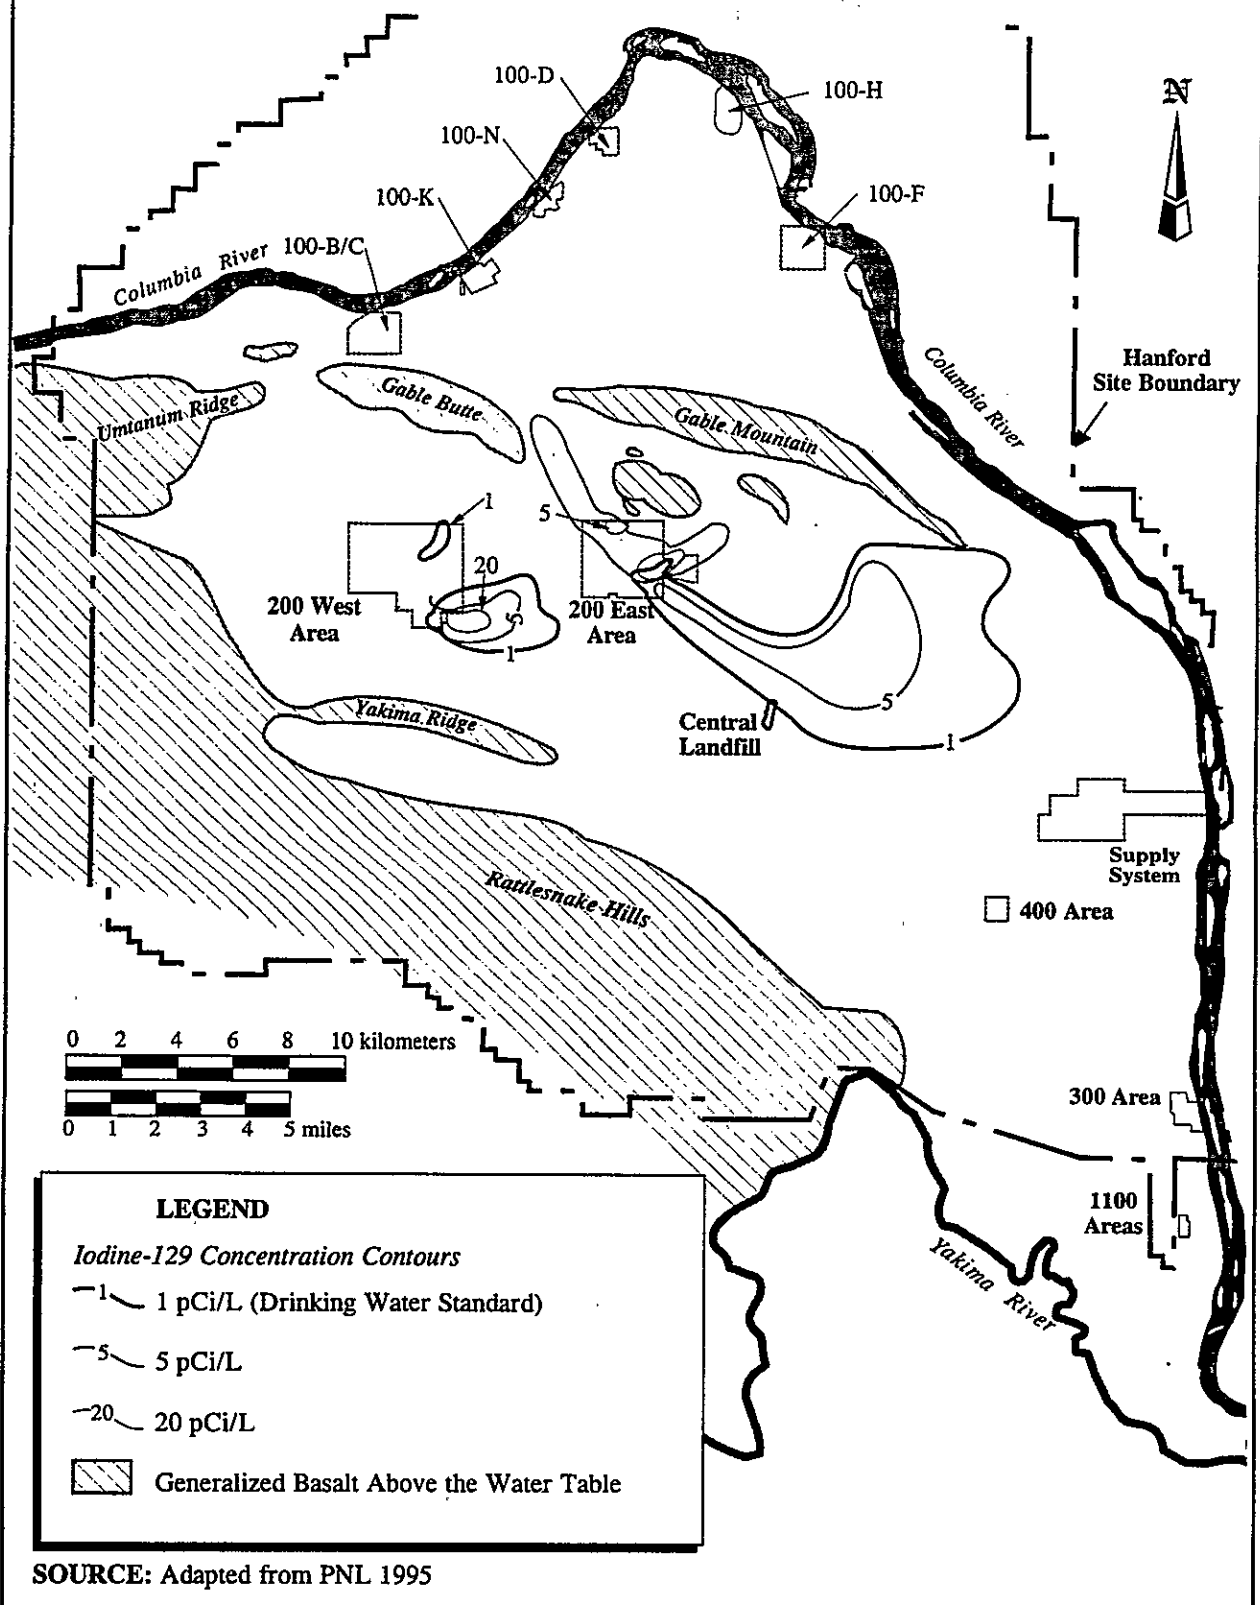 100-D
100-H
N
100-N
100-K
100-F
100-B/C
Columbia River
Hanford
Site Boundary
Columbia River
Umtanum Ridge
Gable Butte
Gable Mountain
1
5
20
200 West
Area
200 East
Area
5
1
5
1
Yakima Ridge
Central
Landfill
Supply
System
Rattlesnake Hills
400 Area
0 2 4 6 8 10 kilometers
0 1 2 3 4 5 miles
300 Area
1100
Areas
Yakima River
LEGEND
Iodine-129 Concentration Contours
1 1 pCi/L (Drinking Water Standard)
5 5 pCi/L
20 20 pCi/L
Generalized Basalt Above the Water Table
SOURCE: Adapted from PNL 1995